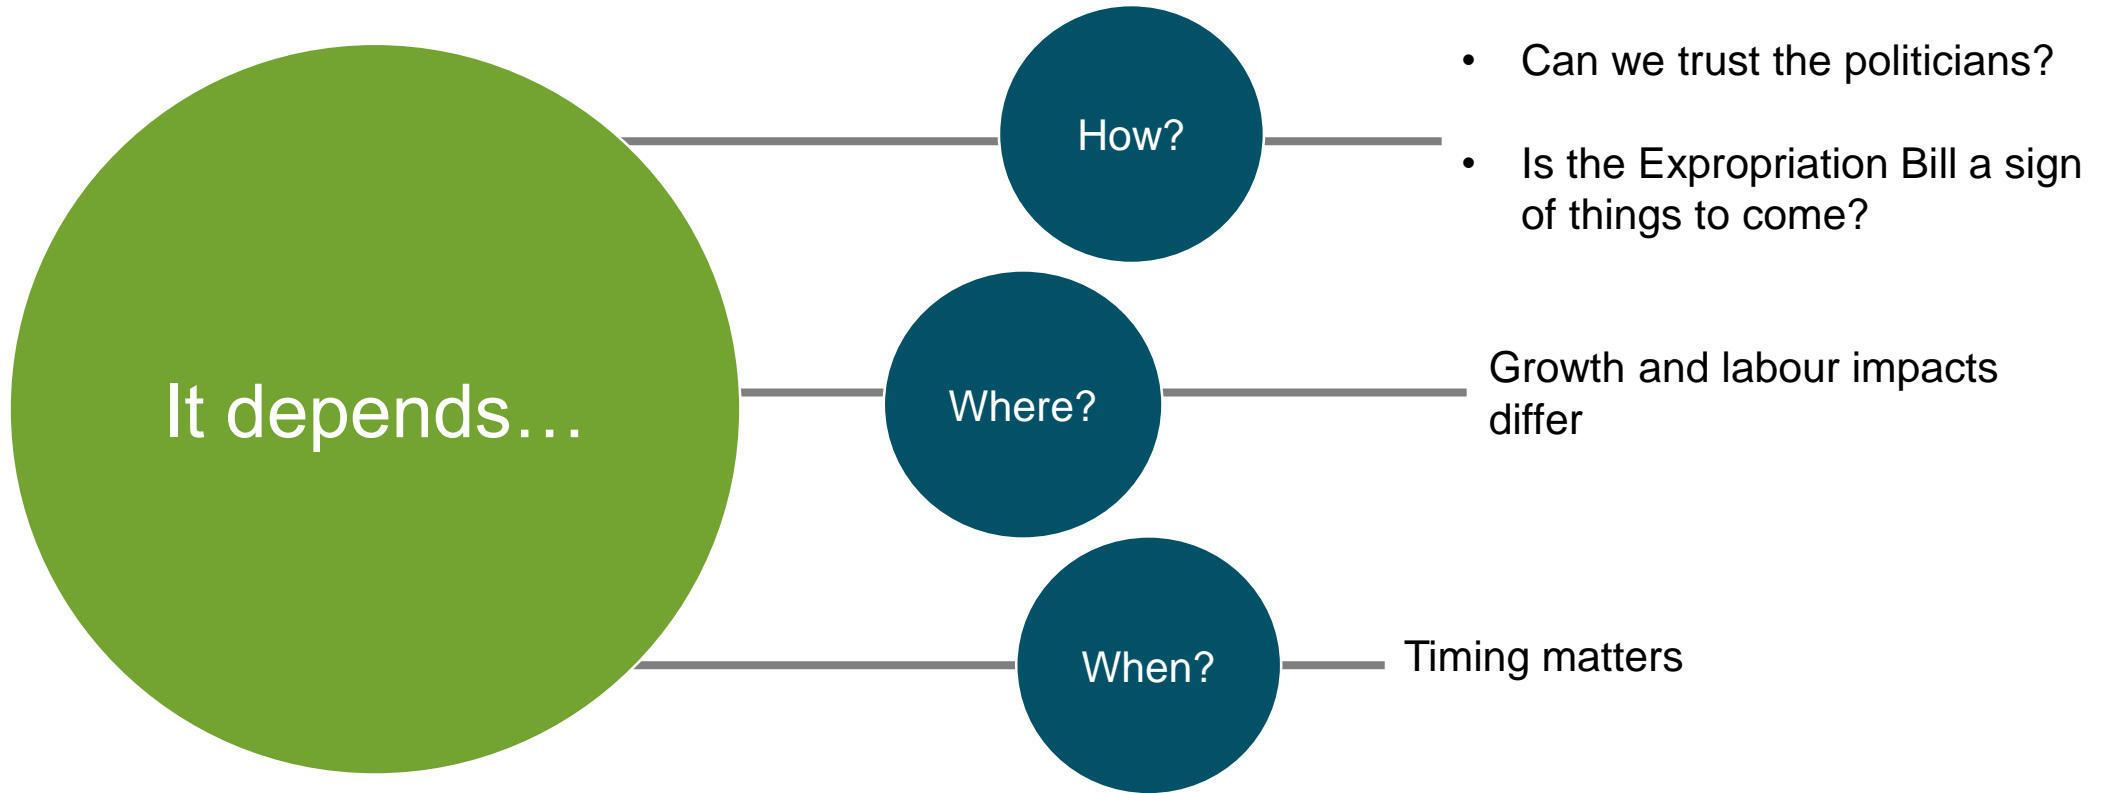 It depends…
How?
• Can we trust the politicians?
• Is the Expropriation Bill a sign
of things to come?
Where?
Growth and labour impacts
differ
When?
Timing matters